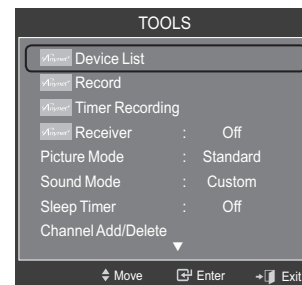 TOOLS
Device List
Record
Timer Recording
Receiver : Off
Picture Mode : Standard
Sound Mode : Custom
Sleep Timer : Off
Channel Add/Delete
Move Enter Exit